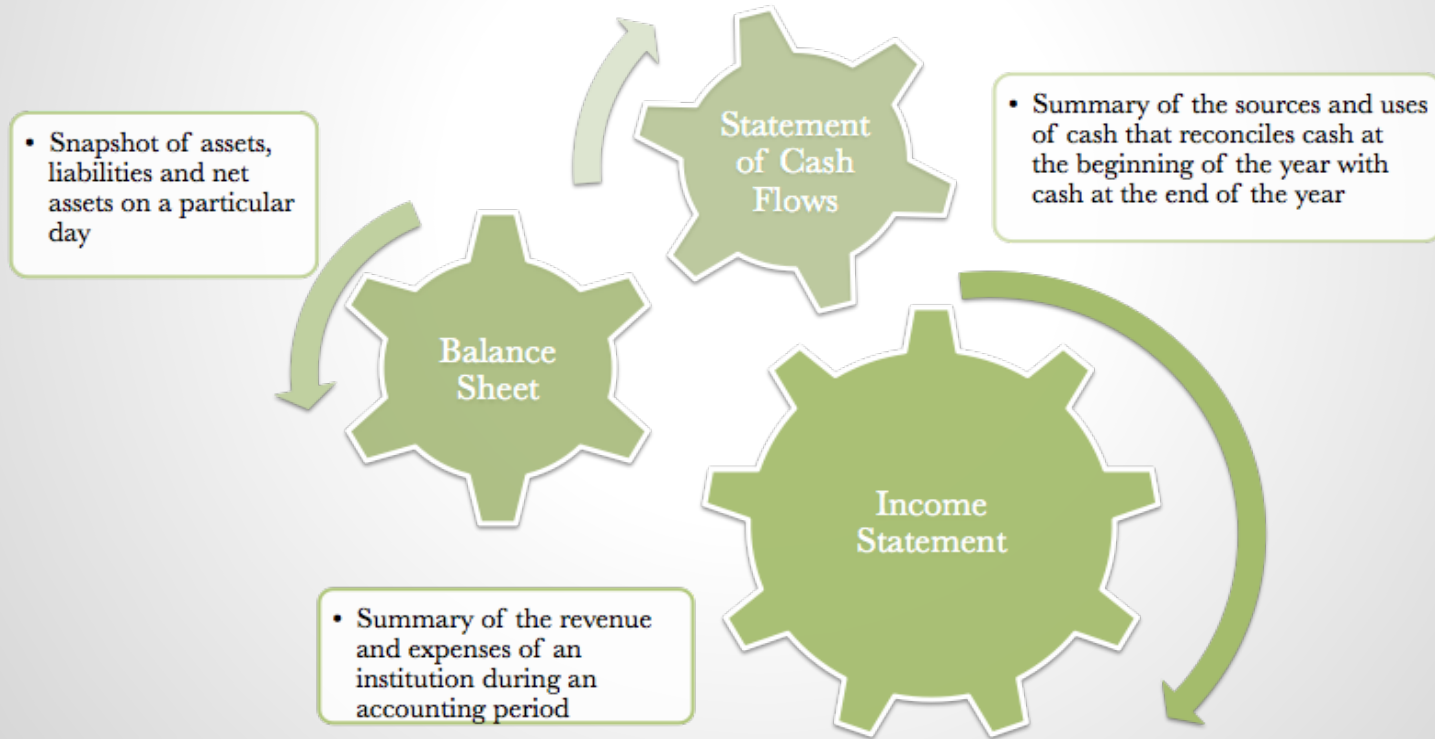 • Snapshot of assets,
liabilities and net
assets on a particular
day
Statement
of Cash
Flows
• Summary of the sources and uses
of cash that reconciles cash at
the beginning of the year with
cash at the end of the year
Balance
Sheet
Income
Statement
• Summary of the revenue
and expenses of an
institution during an
accounting period